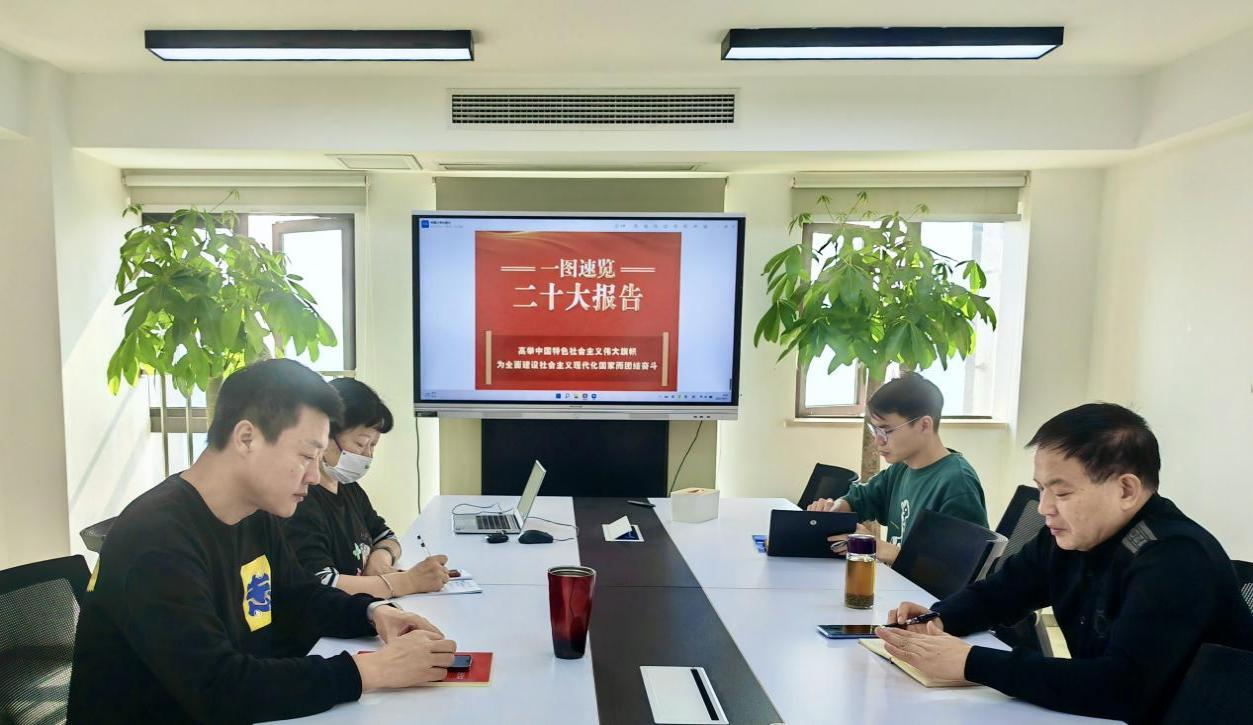 一图速览
二十大报告
高举中国特色社会主义伟大旗帜
为全面建设社会主义现代化国家而团结奋斗